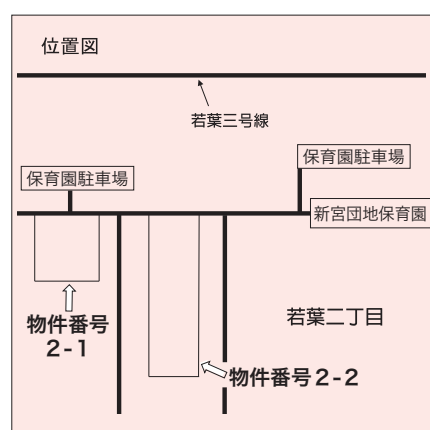 位置図
若葉三号線
保育園駐車場
保育園駐車場
新宮団地保育園
物件番号
2-1
若葉二丁目
物件番号2-2